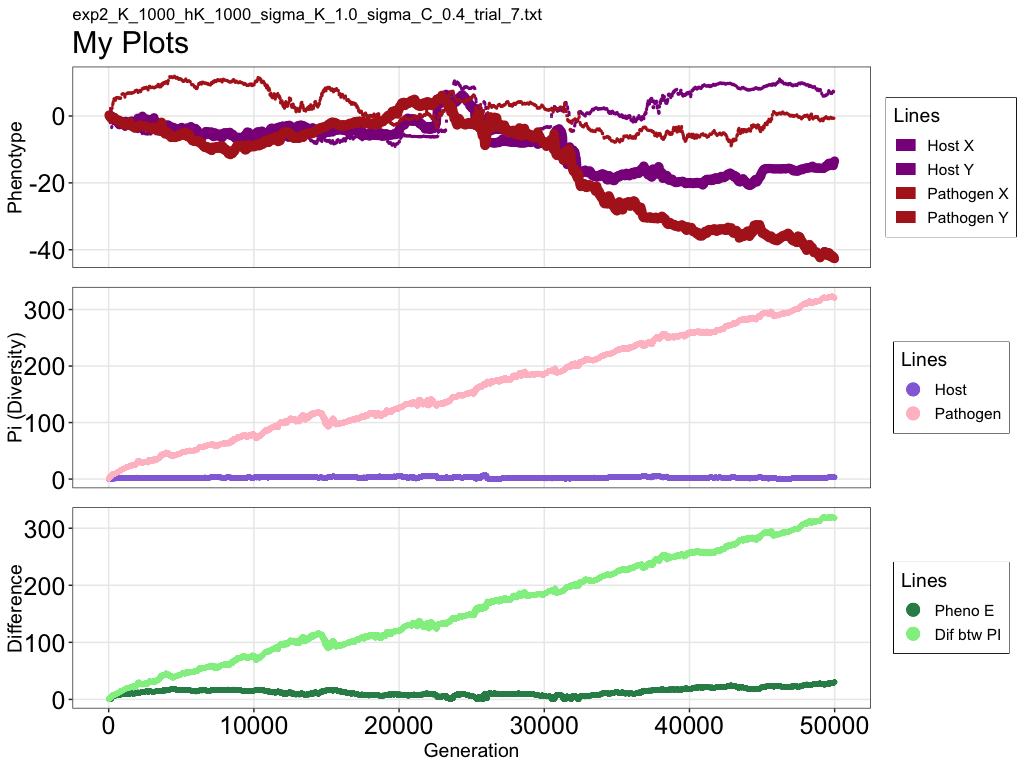 exp2_K_1000_hK_1000_sigma_K_1.0_sigma_C_0.4_trial_7.txt
My Plots
Phenotype
0
-20
-40
Lines
Host X
Host Y
Pathogen X
Pathogen Y
Pi (Diversity)
300
200
100
0
Lines
Host
Pathogen
Difference
300
200
100
0
Lines
Pheno E
Dif btw PI
0 10000 20000 30000 40000 50000
Generation